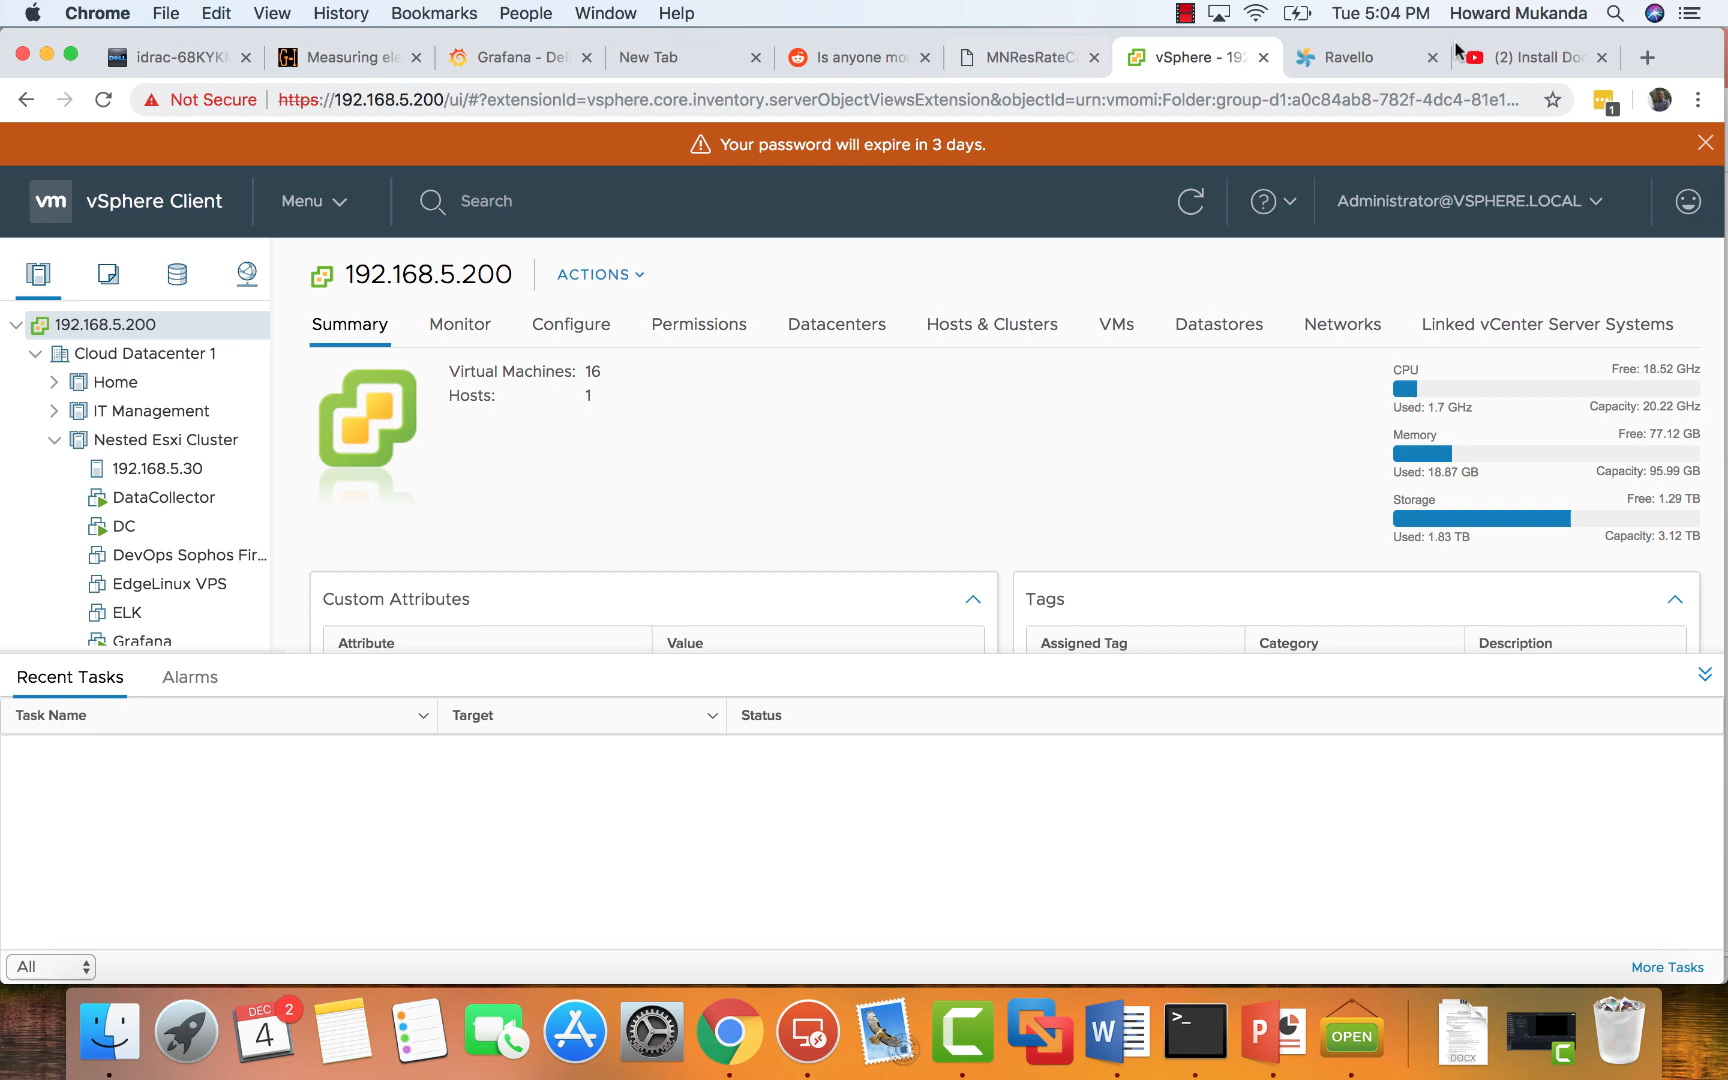 Chrome File Edit View History Bookmarks People Window Help Tue 5:04 PM Howard Mukanda
idrac-68KYK Measuring ele Grafana - Dell New Tab Is anyone mo MNResRateC vSphere - 192 Ravello (2) Install Doc
Not Secure https://192.168.5.200/ui/#?extensionId=vsphere.core.inventory.serverObjectViewsExtension&objectId=urn:vmomi:Folder:group-d1:a0c84ab8-782f-4dc4-81e1... 1
Your password will expire in 3 days.
vm vSphere Client Menu Search Administrator@VSPHERE.LOCAL
192.168.5.200 ACTIONS
Summary Monitor Configure Permissions Datacenters Hosts & Clusters VMs Datastores Networks Linked vCenter Server Systems
192.168.5.200
Cloud Datacenter 1
Home
IT Management
Nested Esxi Cluster
192.168.5.30
DataCollector
DC
DevOps Sophos Fir...
EdgeLinux VPS
ELK
Grafana
Virtual Machines: 16
Hosts: 1
CPU Free: 18.52 GHz
Used: 1.7 GHz Capacity: 20.22 GHz
Memory Free: 77.12 GB
Used: 18.87 GB Capacity: 95.99 GB
Storage Free: 1.29 TB
Used: 1.83 TB Capacity: 3.12 TB
Custom Attributes
Attribute Value
Tags
Assigned Tag Category Description
Recent Tasks Alarms
Task Name Target Status
All More Tasks
DEC 2
4
W
>_
P
OPEN
DOCX